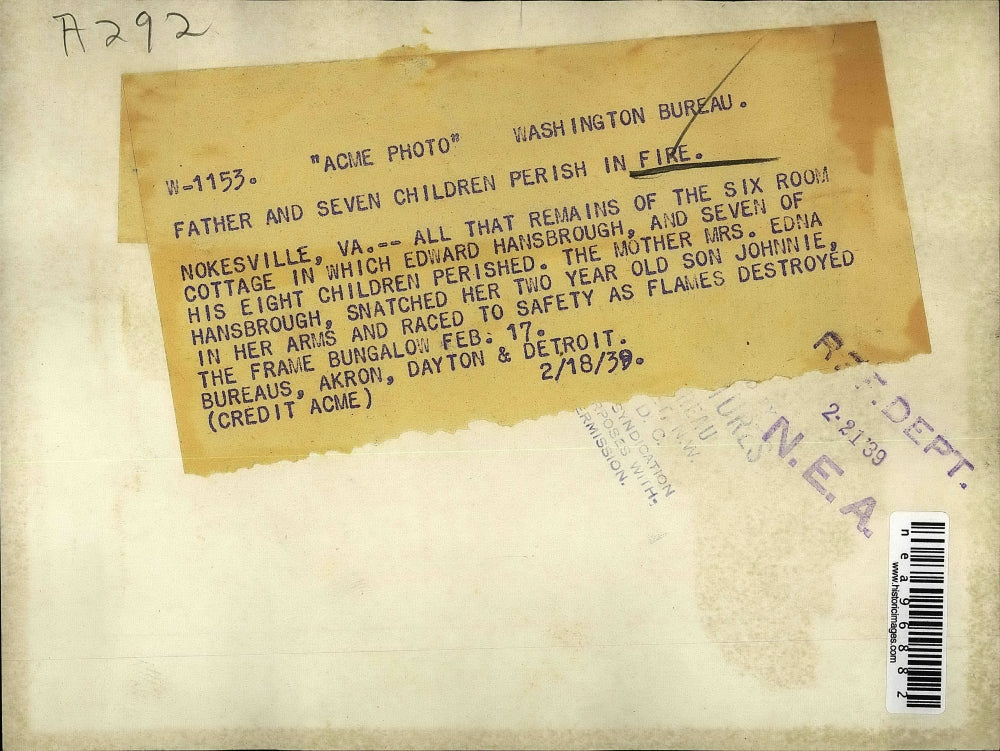 A292
"ACME PHOTO" WASHINGTON BUREAU.
W-1153.
FATHER AND SEVEN CHILDREN PERISH IN FIRE.
NOKESVILLE, VA.-- ALL THAT REMAINS OF THE SIX ROOM
COTTAGE IN WHICH EDWARD HANSBROUGH, AND SEVEN OF
HIS EIGHT CHILDREN PERISHED. THE MOTHER MRS. EDNA
HANSBROUGH, SNATCHED HER TWO YEAR OLD SON JOHNNIE,
IN HER ARMS AND RACED TO SAFETY AS FLAMES DESTROYED
THE FRAME BUNGALOW FEB. 17.
BUREAUS, AKRON, DAYTON & DETROIT.
(CREDIT ACME) 2/18/39.
N.W.
D. C.
SYNDICATION
WITH.
DEPT.
2-21'39
N.E.A.
nea96882
www.historicimages.com